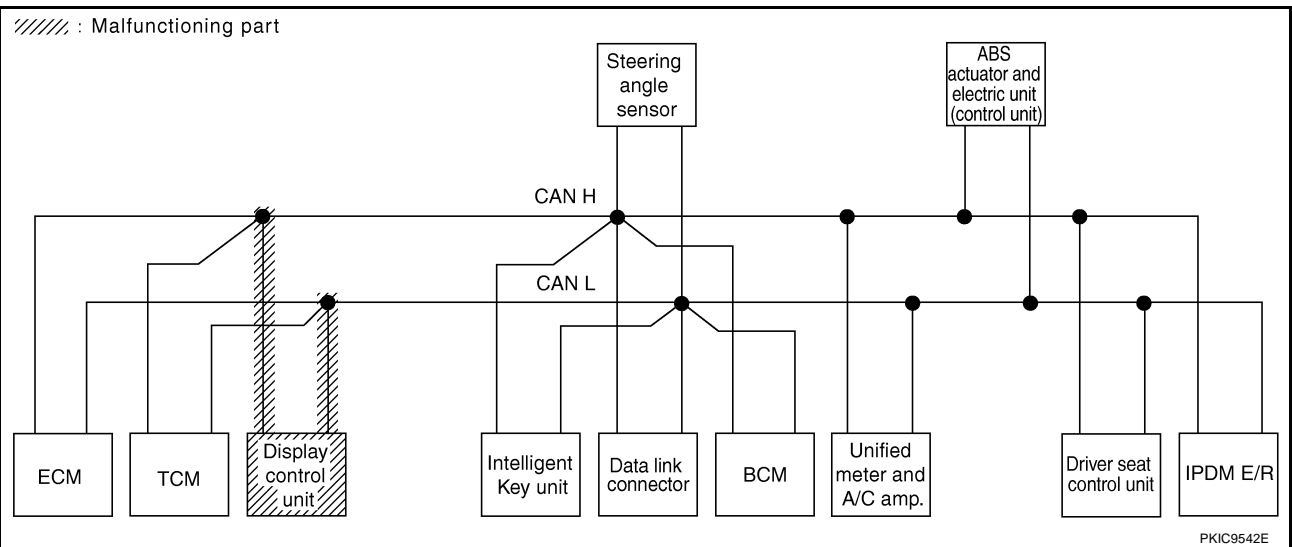 : Malfunctioning part
Steering
angle
sensor
ABS
actuator and
electric unit
(control unit)
CAN H
CAN L
ECM
TCM
Display
control
unit
Intelligent
Key unit
Data link
connector
BCM
Unified
meter and
A/C amp.
Driver seat
control unit
IPDM E/R
PKIC9542E